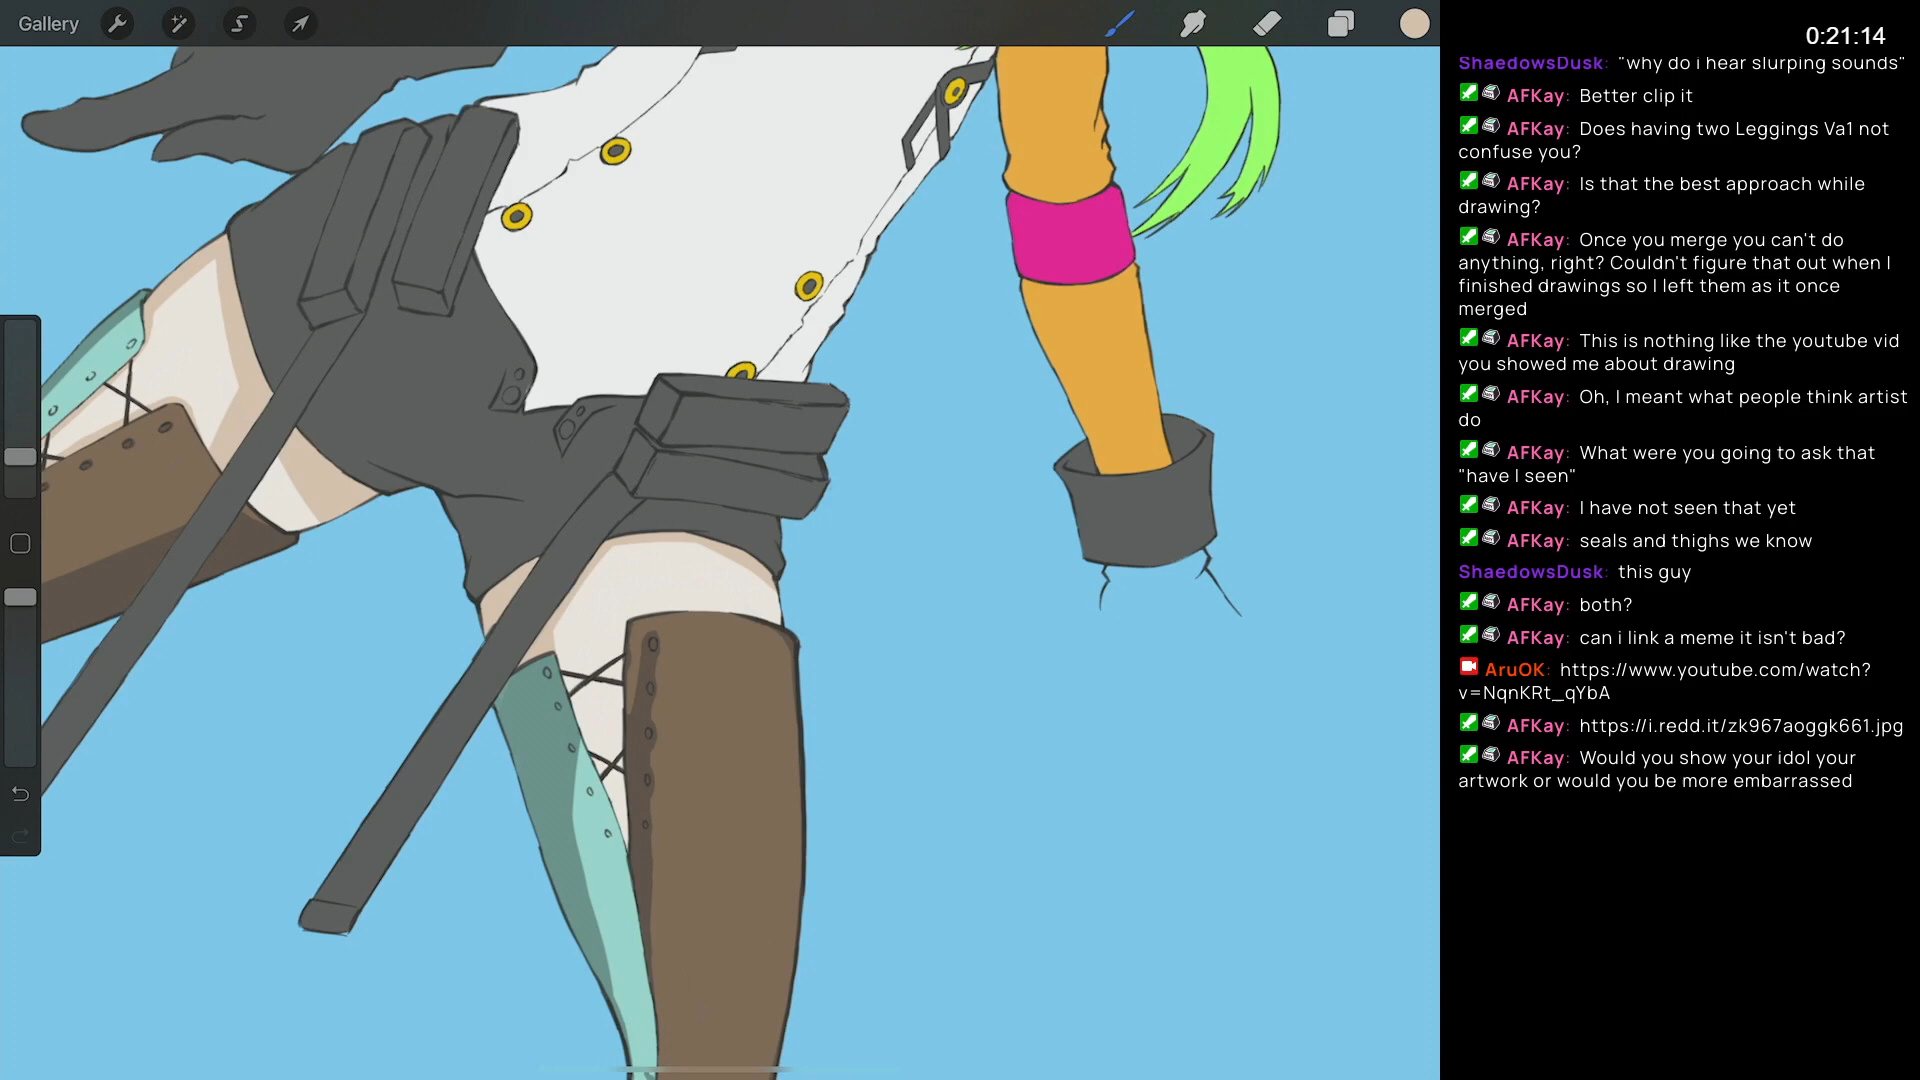 Gallery
0:21:14
ShaedowsDusk: "why do i hear slurping sounds"
AFKay: Better clip it
AFKay: Does having two Leggings Va1 not
confuse you?
AFKay: Is that the best approach while
drawing?
AFKay: Once you merge you can't do
anything, right? Couldn't figure that out when I
finished drawings so I left them as it once
merged
AFKay: This is nothing like the youtube vid
you showed me about drawing
AFKay: Oh, I meant what people think artist
do
AFKay: What were you going to ask that
"have I seen"
AFKay: I have not seen that yet
AFKay: seals and thighs we know
ShaedowsDusk: this guy
AFKay: both?
AFKay: can i link a meme it isn't bad?
AruOK: https://www.youtube.com/watch?
v=NqnKRt_qYbA
AFKay: https://i.redd.it/zk967aoggk661.jpg
AFKay: Would you show your idol your
artwork or would you be more embarrassed